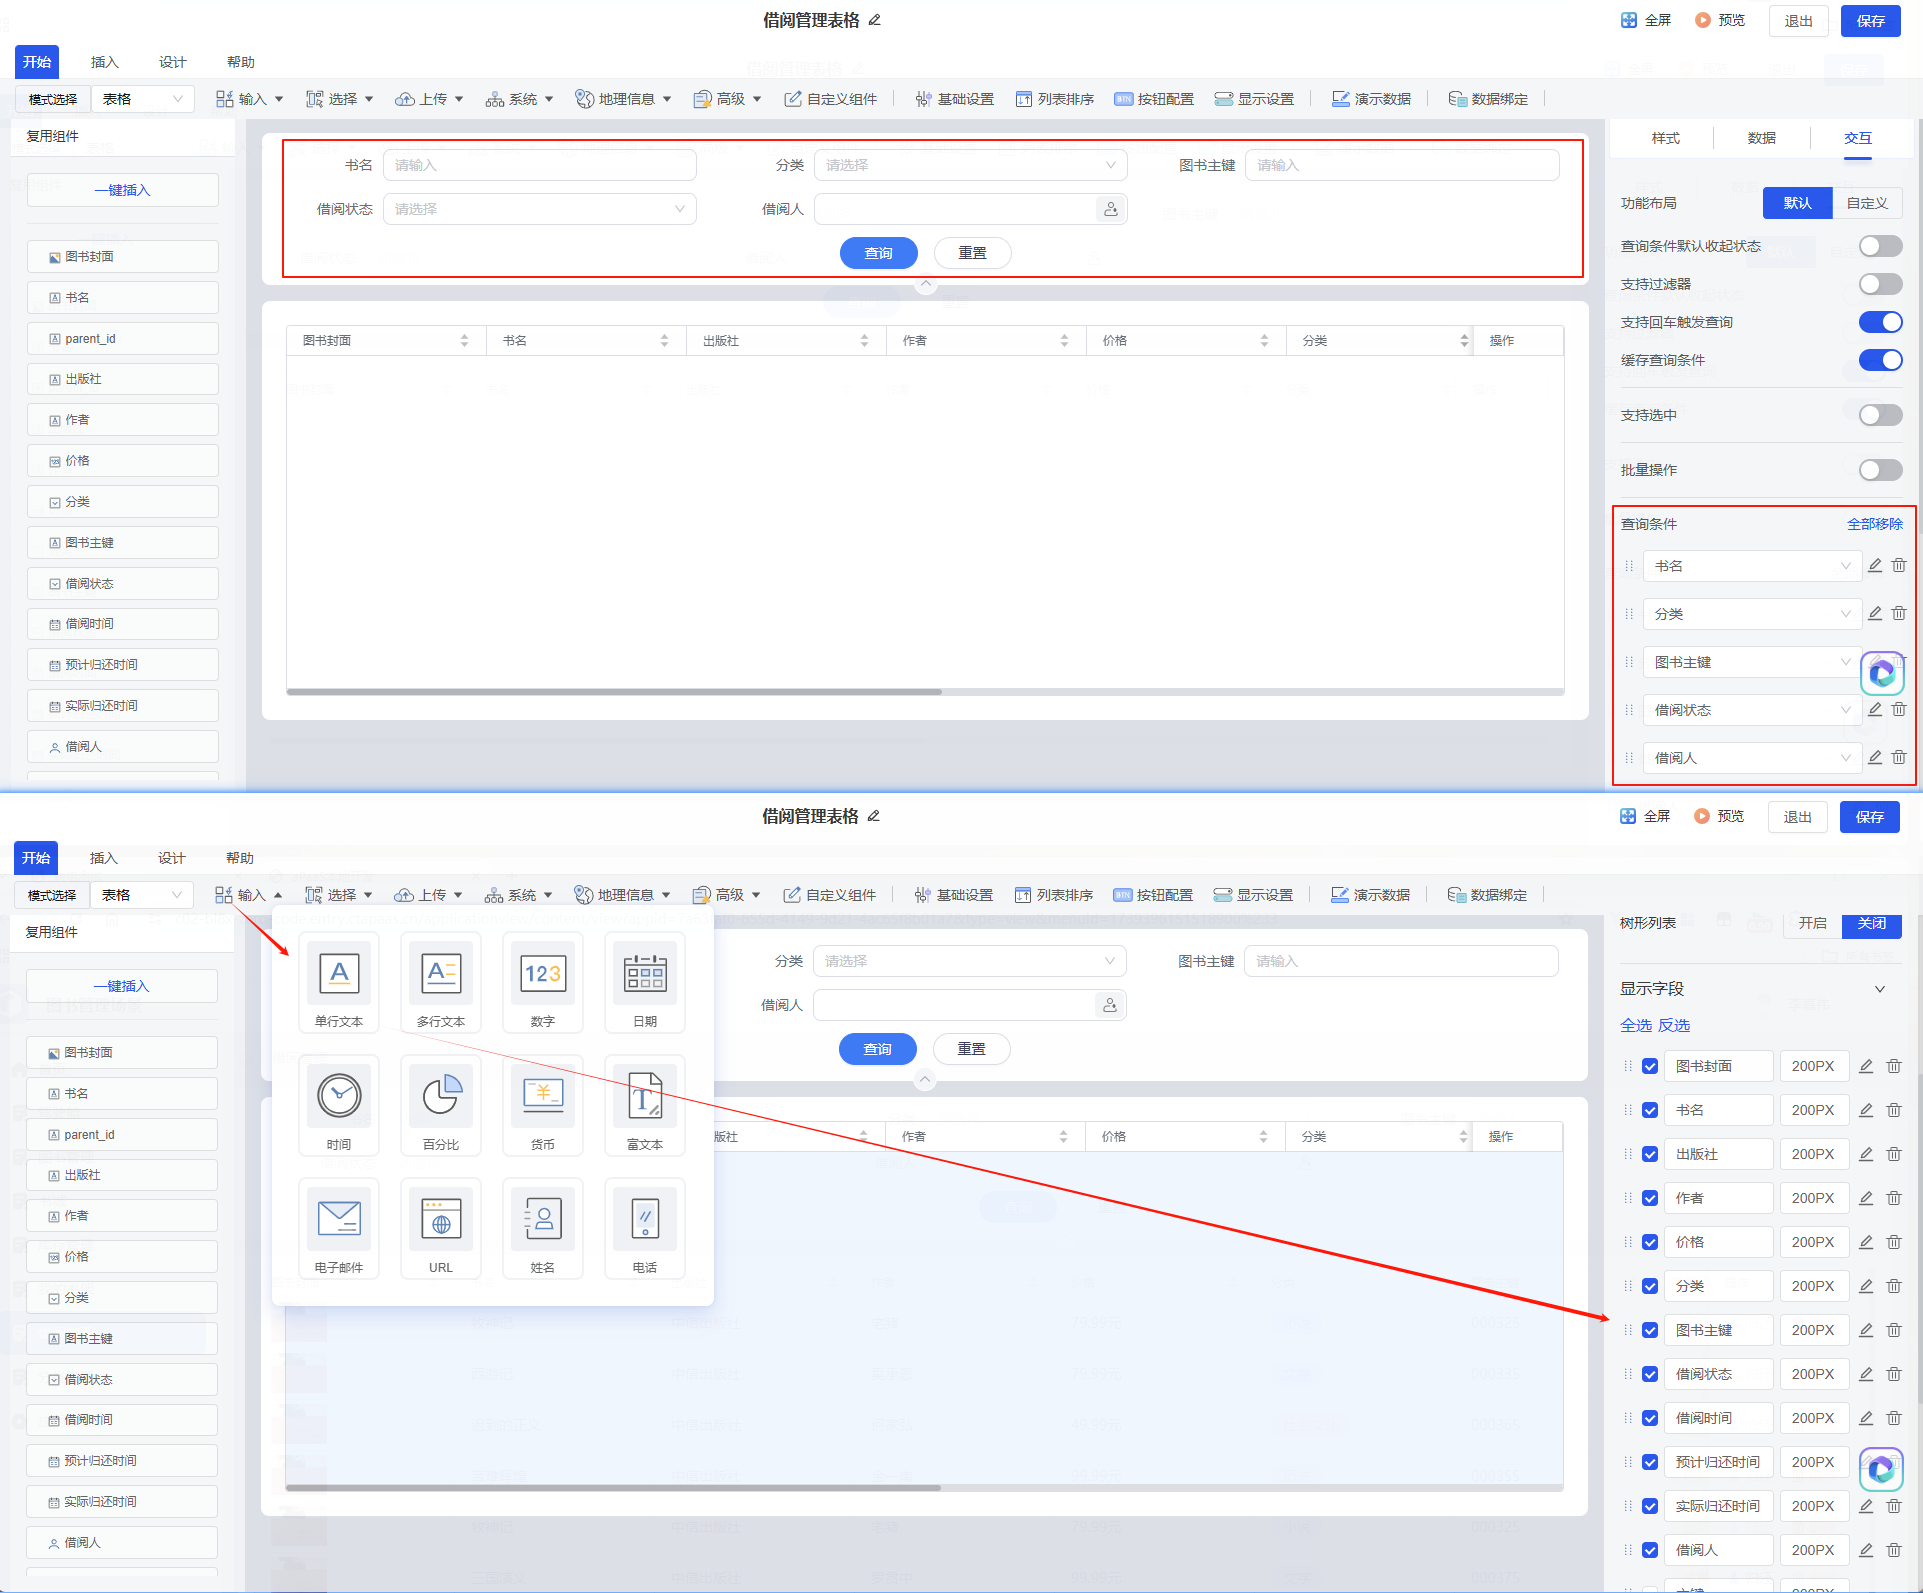 借阅管理表格
全屏 预览 退出 保存
开始 插入 设计 帮助
模式选择 表格 输入 选择 上传 系统 地理信息 高级 自定义组件 基础设置 列表排序 按钮配置 显示设置 演示数据 数据绑定
复用组件
一键插入
图书封面
书名
parent_id
出版社
作者
价格
分类
图书主键
借阅状态
借阅时间
预计归还时间
实际归还时间
借阅人
书名 请输入 分类 请选择 图书主键 请输入
借阅状态 请选择 借阅人
查询 重置
图书封面 书名 出版社 作者 价格 分类 操作
样式 数据 交互
功能布局 默认 自定义
查询条件默认收起状态
支持过滤器
支持回车触发查询
缓存查询条件
支持选中
批量操作
查询条件 全部移除
书名
分类
图书主键
借阅状态
借阅人
借阅管理表格
全屏 预览 退出 保存
开始 插入 设计 帮助
模式选择 表格 输入 选择 上传 系统 地理信息 高级 自定义组件 基础设置 列表排序 按钮配置 显示设置 演示数据 数据绑定
复用组件
一键插入
图书封面
书名
parent_id
出版社
作者
价格
分类
图书主键
借阅状态
借阅时间
预计归还时间
实际归还时间
借阅人
单行文本 多行文本 数字 日期
时间 百分比 货币 富文本
电子邮件 URL 姓名 电话
分类 请选择 图书主键 请输入
借阅人
查询 重置
版社 作者 价格 分类 操作
树形列表 开启 关闭
显示字段
全选 反选
图书封面 200PX
书名 200PX
出版社 200PX
作者 200PX
价格 200PX
分类 200PX
图书主键 200PX
借阅状态 200PX
借阅时间 200PX
预计归还时间 200PX
实际归还时间 200PX
借阅人 200PX